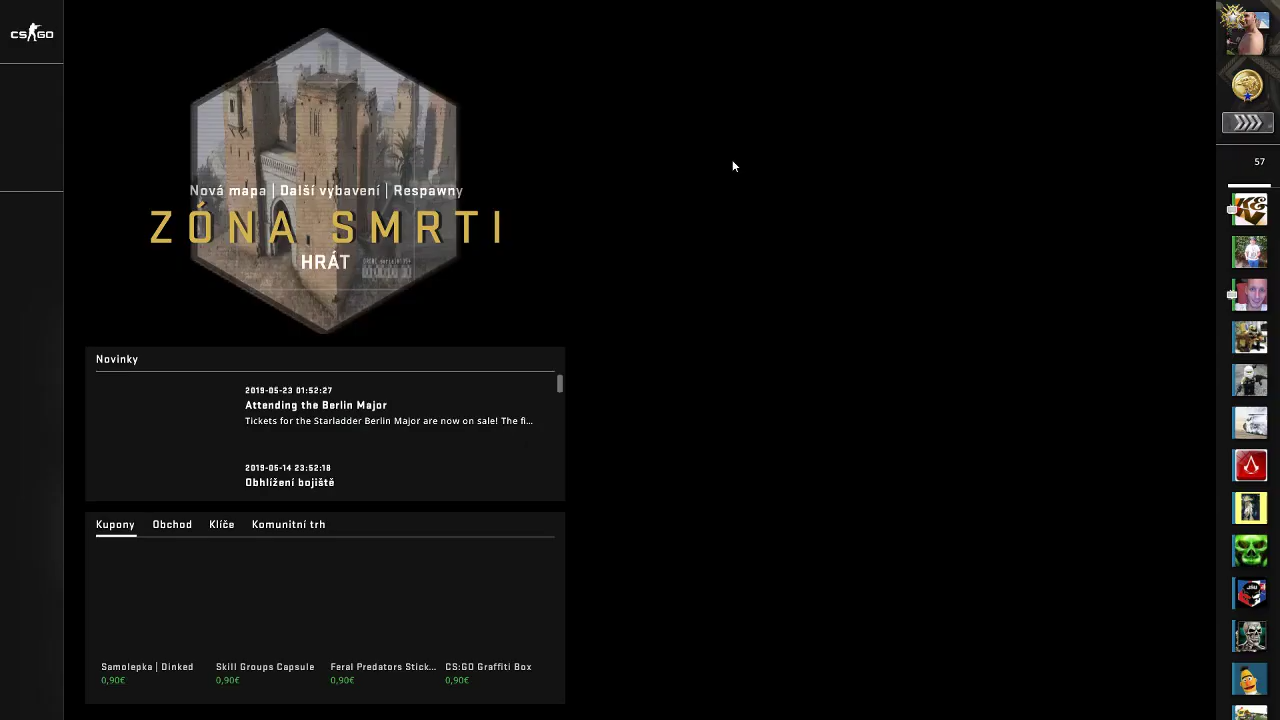 CS GO
Nová mapa | Další vybavení | Respawny
ZÓNA SMRTI
HRÁT
57
Novinky
2019-05-23 01:52:27
Attending the Berlin Major
Tickets for the Starladder Berlin Major are now on sale! The fi...
2019-05-14 23:52:18
Obhlížení bojiště
Kupony Obchod Klíče Komunitní trh
Samolepka | Dinked Skill Groups Capsule Feral Predators Stick... CS:GO Graffiti Box
0,90€ 0,90€ 0,90€ 0,90€